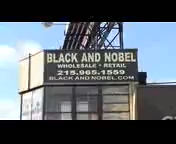 BLACK AND NOBEL
WHOLESALE • RETAIL
215.965.1559
BLACKANDNOBEL.COM